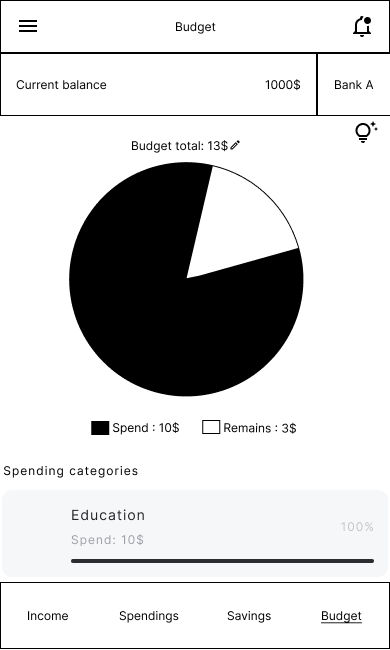 Budget
Current balance 1000$ Bank A
Budget total: 13$
Spend : 10$ Remains : 3$
Spending categories
Education
100%
Spend: 10$
Income Spendings Savings Budget